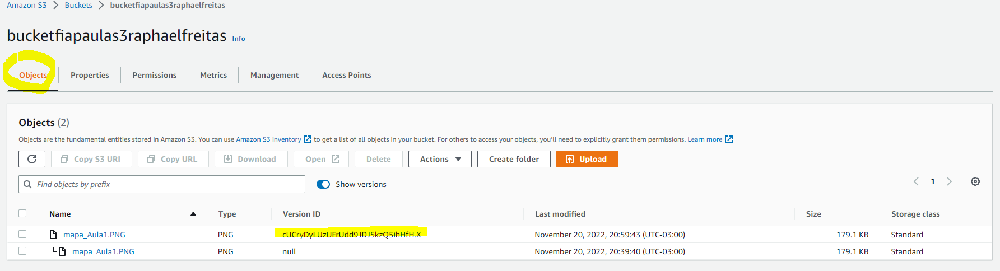 Amazon S3 > Buckets > bucketfiapaulas3raphaelfreitas
bucketfiapaulas3raphaelfreitas Info
Objects Properties Permissions Metrics Management Access Points
Objects (2)
Objects are the fundamental entities stored in Amazon S3. You can use Amazon S3 inventory to get a list of all objects in your bucket. For others to access your objects, you'll need to explicitly grant them permissions. Learn more
Copy S3 URI Copy URL Download Open Delete Actions Create folder Upload
Find objects by prefix Show versions 1
Name Type Version ID Last modified Size Storage class
mapa_Aula1.PNG PNG cUCryDyLUzUFrUdd9JDJ5kzQ5ihHfH.X November 20, 2022, 20:59:43 (UTC-03:00) 179.1 KB Standard
mapa_Aula1.PNG PNG null November 20, 2022, 20:39:40 (UTC-03:00) 179.1 KB Standard